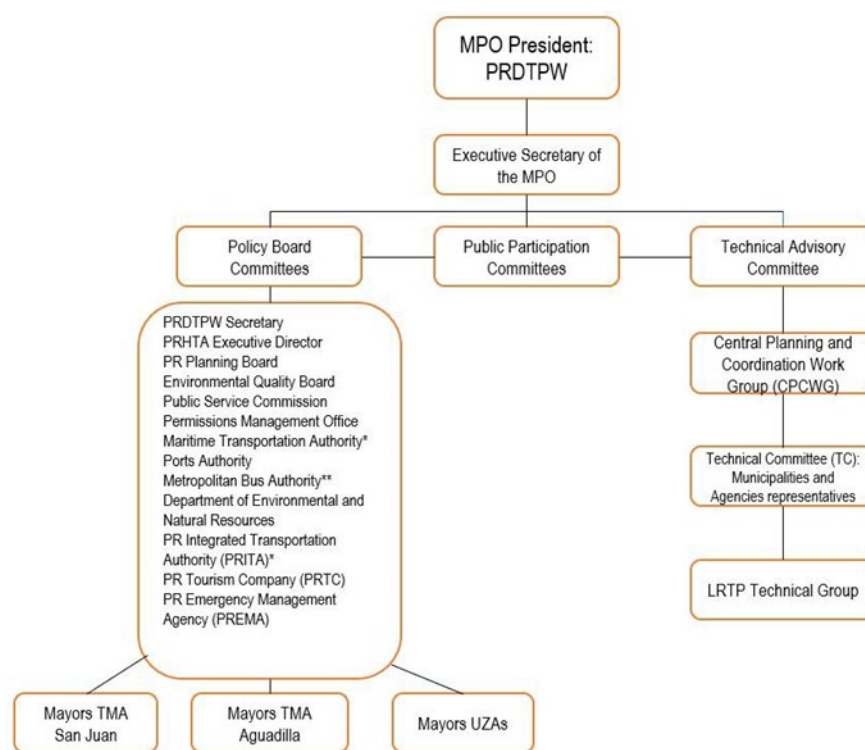 MPO President:
PRDTPW
Executive Secretary of
the MPO
Policy Board
Committees
Public Participation
Committees
Technical Advisory
Committee
PRDTPW Secretary
PRHTA Executive Director
PR Planning Board
Environmental Quality Board
Public Service Commission
Permissions Management Office
Maritime Transportation Authority*
Ports Authority
Metropolitan Bus Authority**
Department of Environmental and
Natural Resources
PR Integrated Transportation
Authority (PRITA)*
PR Tourism Company (PRTC)
PR Emergency Management
Agency (PREMA)
Central Planning and
Coordination Work
Group (CPCWG)
Technical Committee (TC):
Municipalities and
Agencies representatives
LRTP Technical Group
Mayors TMA
San Juan
Mayors TMA
Aguadilla
Mayors UZAs